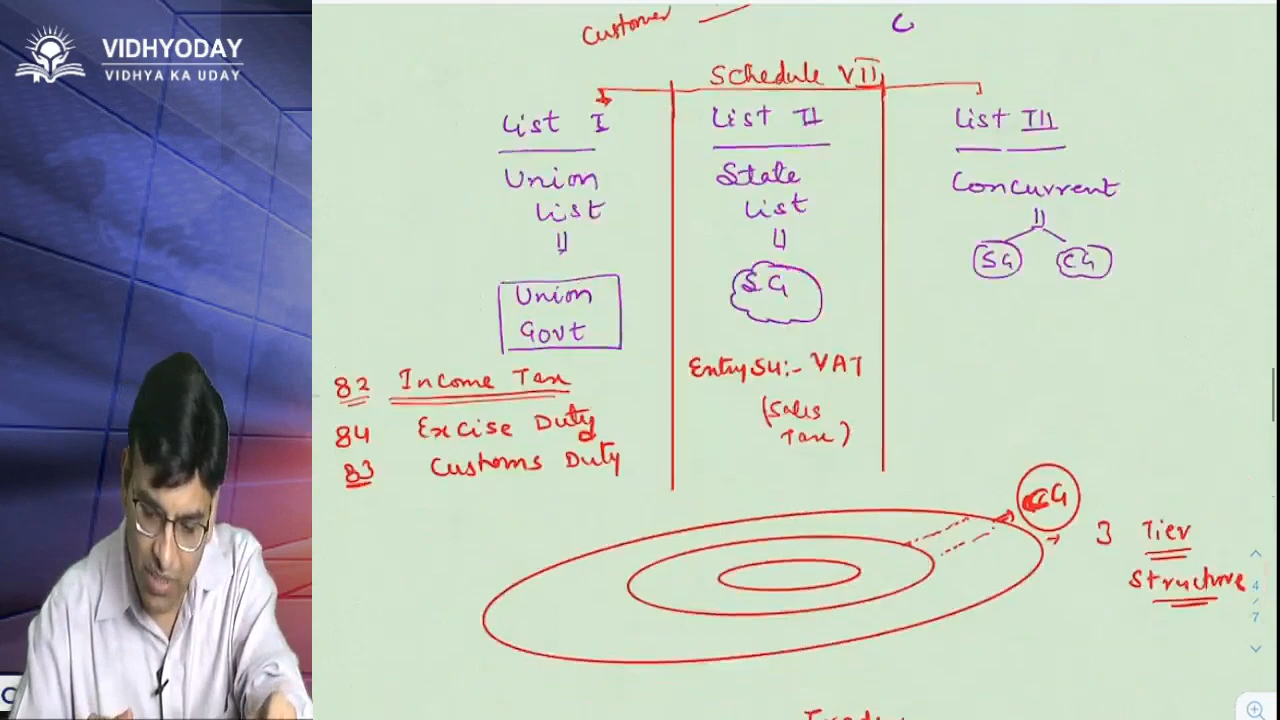 VIDHYODAY
VIDHYA KA UDAY
Customer
Schedule VII
List I
Union
List
Union
Govt
82 Income Tax
84 Excise Duty
83 Customs Duty
List II
State
List
SG
Entry 54:- VAT
(Sales
Tax)
List III
Concurrent
SG
CG
CG
3 Tier
Structure
4
/
7